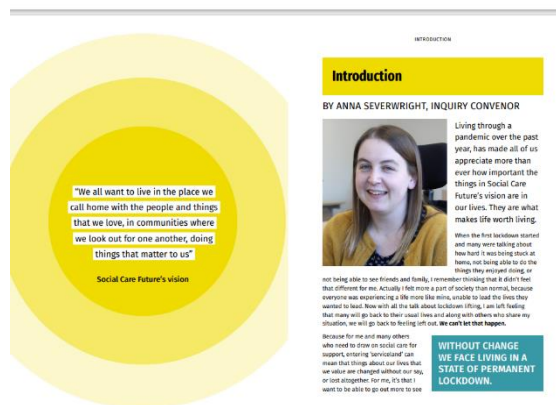 "We all want to live in the place we
call home with the people and things
that we love, in communities where
we look out for one another, doing
things that matter to us"
Social Care Future's vision
INTRODUCTION
Introduction
BY ANNA SEVERWRIGHT, INQUIRY CONVENOR
Living through a
pandemic over the past
year, has made all of us
appreciate more than
ever how important the
things in Social Care
Future's vision are in
our lives. They are what
makes life worth living.
When the first lockdown started
and many were talking about
how hard it was being stuck at
home, not being able to do the
things they enjoyed doing, or
not being able to see friends and family, I remember thinking that it didn't feel
that different for me. Actually I felt more a part of society than normal, because
everyone was experiencing a life more like mine, unable to lead the lives they
wanted to lead. Now with all the talk about lockdown lifting, I am left feeling
that many will go back to their usual lives and along with others who share my
situation, we will go back to feeling left out. We can't let that happen.
Because for me and many others
who need to draw on social care for
support, entering 'serviceland' can
mean that things about our lives that
we value are changed without our say,
or lost altogether. For me, it's that I
want to be able to go out more to see
WITHOUT CHANGE
WE FACE LIVING IN A
STATE OF PERMANENT
LOCKDOWN.